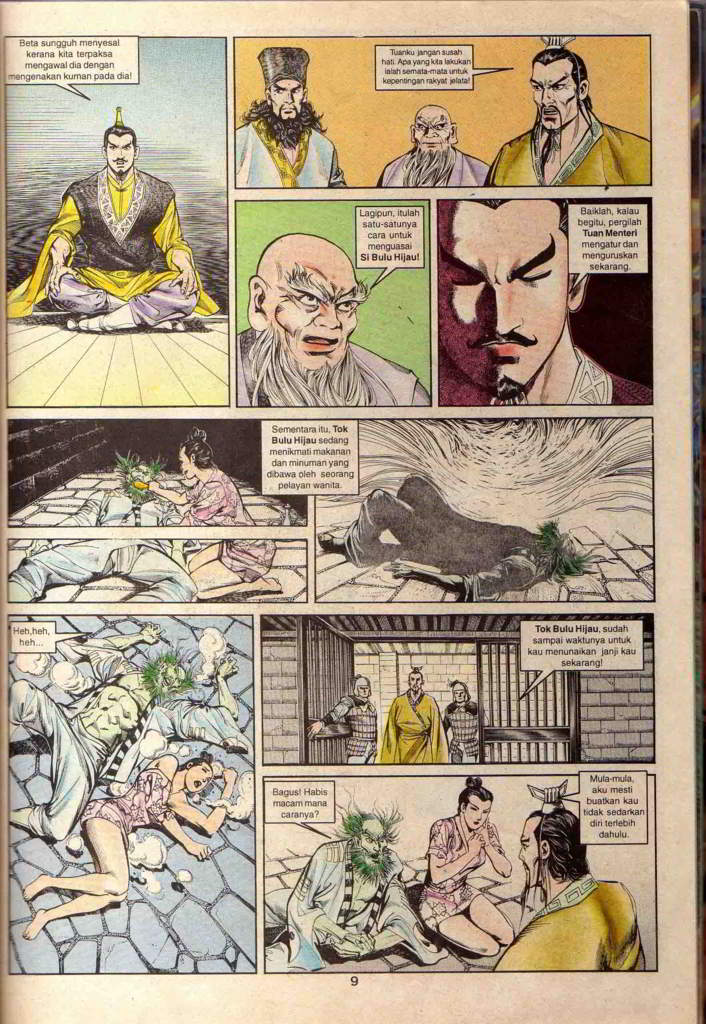 Beta sungguh menyesal
kerana kita terpaksa
mengawal dia dengan
mengenakan kuman pada dia!
Tuanku jangan susah
hati. Apa yang kita lakukan
ialah semata-mata untuk
kepentingan rakyat jelata!
Lagipun, itulah
satu-satunya
cara untuk
menguasai
Si Bulu Hijau!
Baiklah, kalau
begitu, pergilah
Tuan Menteri
mengatur dan
menguruskan
sekarang.
Sementara itu, Tok
Bulu Hijau sedang
menikmati makanan
dan minuman yang
dibawa oleh seorang
pelayan wanita.
Heh,heh,
heh...
Tok Bulu Hijau, sudah
sampai waktunya untuk
kau menunaikan janji kau
sekarang!
Bagus! Habis
macam mana
caranya?
Mula-mula,
aku mesti
buatkan kau
tidak sedarkan
diri terlebih
dahulu.
9